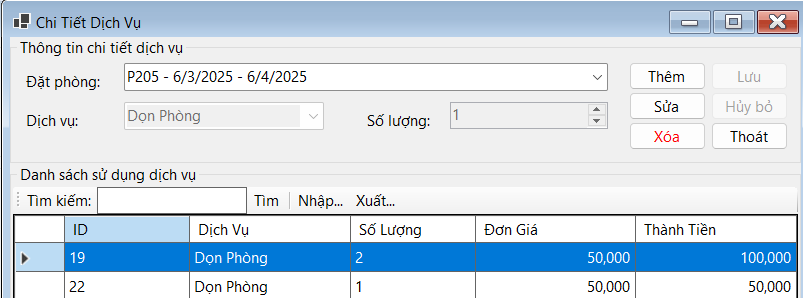 Chi Tiết Dịch Vụ
Thông tin chi tiết dịch vụ
Đặt phòng: P205 - 6/3/2025 - 6/4/2025 Thêm Lưu
Dịch vụ: Dọn Phòng Số lượng: 1 Sửa Hủy bỏ
Xóa Thoát
Danh sách sử dụng dịch vụ
Tìm kiếm: Tìm Nhập... Xuất...
ID Dịch Vụ Số Lượng Đơn Giá Thành Tiền
19 Dọn Phòng 2 50,000 100,000
22 Dọn Phòng 1 50,000 50,000